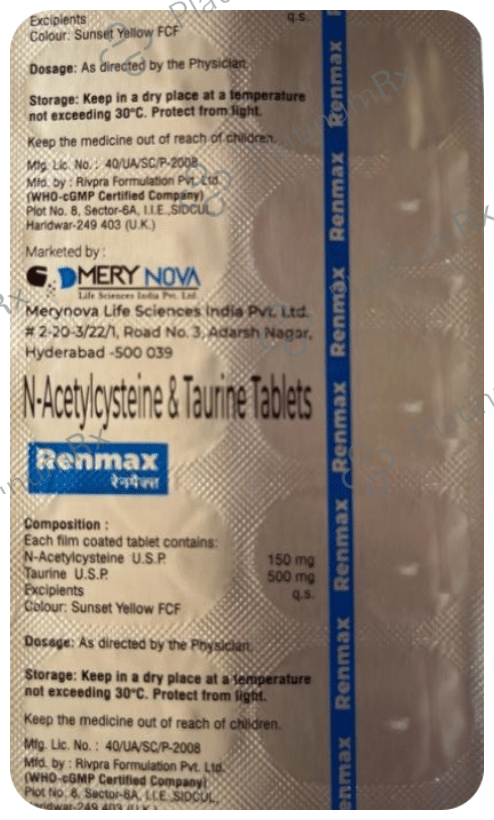 Excipients q.s.
Colour: Sunset Yellow FCF
Dosage: As directed by the Physician.
Storage: Keep in a dry place at a temperature
not exceeding 30°C. Protect from light.
Keep the medicine out of reach of children.
Mfg. Lic. No. : 40/UA/SC/P-2008
Mfd. by : Rivpra Formulation Pvt. Ltd.
(WHO-cGMP Certified Company)
Plot No. 8, Sector-6A, I.I.E.,SIDCUL,
Haridwar-249 403 (U.K.)
Marketed by :
MERY NOVA
Life Sciences India Pvt. Ltd.
Merynova Life Sciences India Pvt. Ltd.
# 2-20-3/22/1, Road No. 3, Adarsh Nagar,
Hyderabad -500 039
N-Acetylcysteine & Taurine Tablets
Renmax
रेनमैक्स
Composition :
Each film coated tablet contains:
N-Acetylcysteine U.S.P. 150 mg
Taurine U.S.P. 500 mg
Excipients q.s.
Colour: Sunset Yellow FCF
Dosage: As directed by the Physician.
Storage: Keep in a dry place at a temperature
not exceeding 30°C. Protect from light.
Keep the medicine out of reach of children.
Mfg. Lic. No. : 40/UA/SC/P-2008
Mfd. by : Rivpra Formulation Pvt. Ltd.
(WHO-cGMP Certified Company)
Plot No. 8, Sector-6A, I.I.E.,SIDCUL,
Haridwar-249 403 (U.K.)
Renmax
Renmax
Renmax
Renmax
Renmax
Renmax
enmax